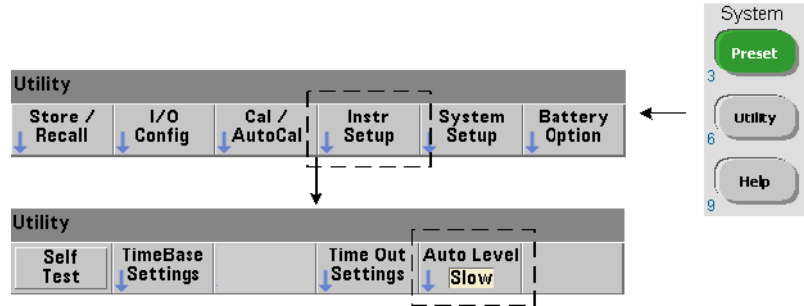 System
3
Preset
Utility
Store / Recall
I/O Config
Cal / AutoCal
Instr Setup
System Setup
Battery Option
6
Utility
9
Help
Utility
Self Test
TimeBase Settings
Time Out Settings
Auto Level Slow